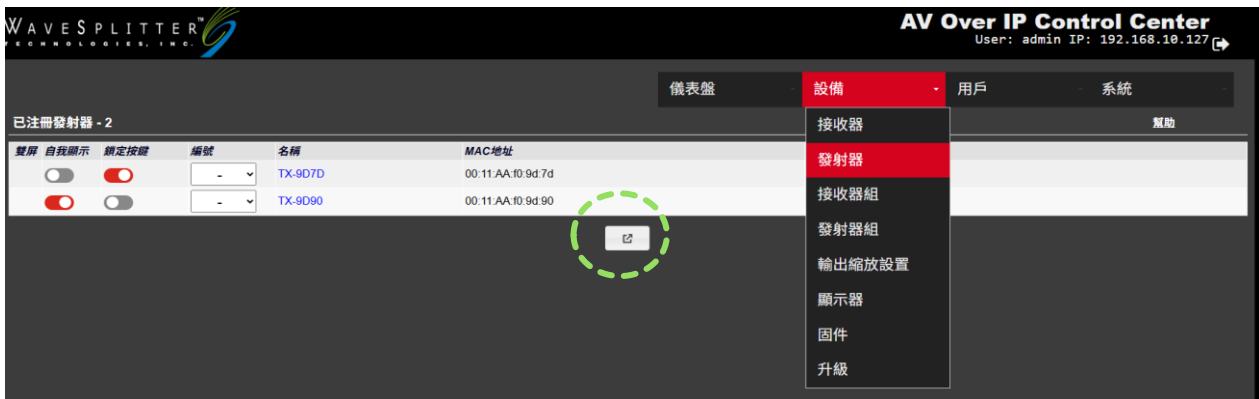 WAVESPLITTER™
TECHNOLOGIES, INC.
AV Over IP Control Center
User: admin IP: 192.168.10.127
儀表盤 設備 用戶 系統
已注冊發射器 - 2
幫助
雙屏 自我顯示 鎖定按鍵 編號 名稱 MAC地址
- TX-9D7D 00:11:AA:f0:9d:7d
- TX-9D90 00:11:AA:f0:9d:90
接收器
發射器
接收器組
發射器組
輸出縮放設置
顯示器
固件
升級